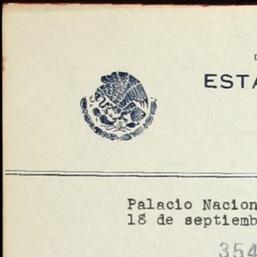 ESTA
Palacio Nacion
18 de septiemb
354